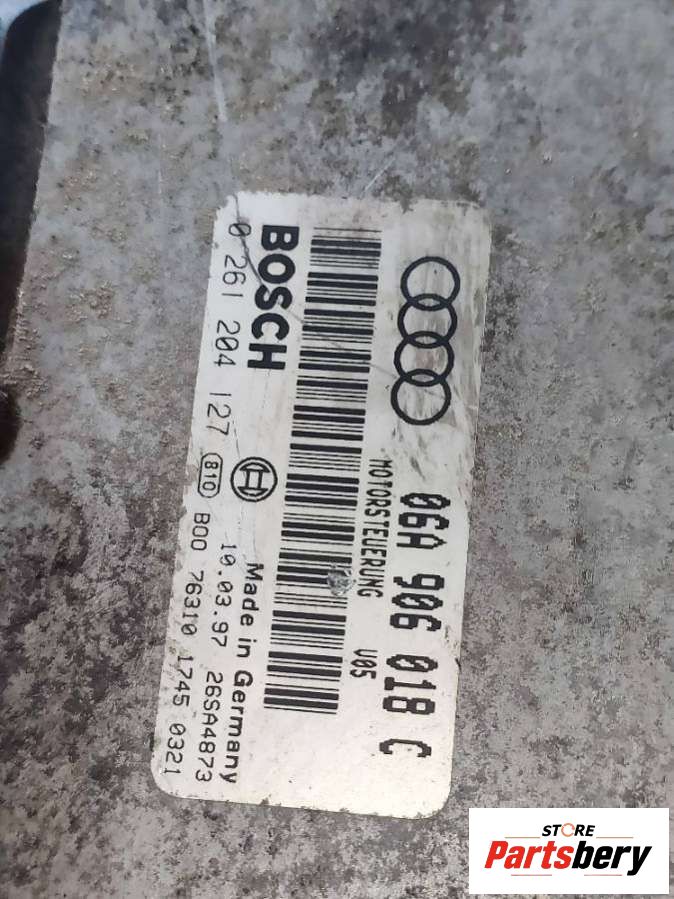 06A 906 018 C
MOTORSTEUERUNG V05
BOSCH
Made in Germany
0 261 204 127
10.03.97 26SA4873
810 B00 76310 1745 0321
STORE
Partsbery